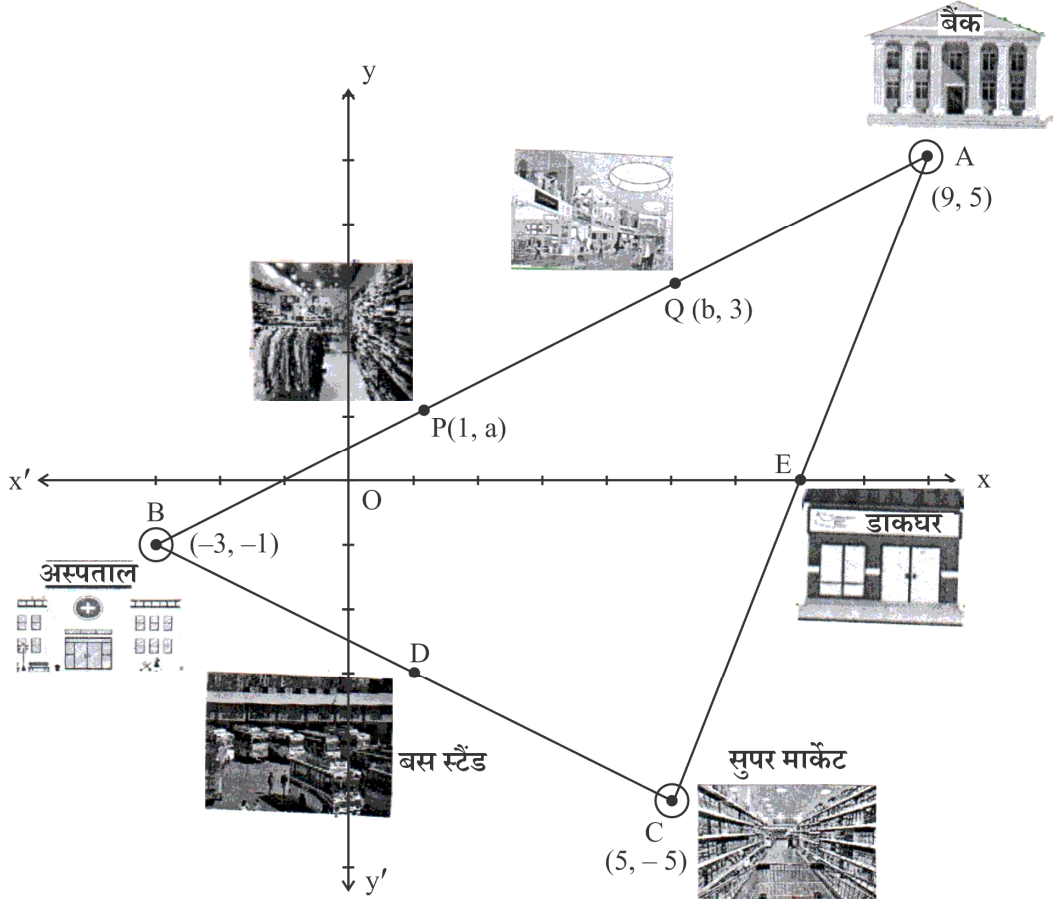 बैंक
y
A
(9, 5)
Q (b, 3)
P(1, a)
x′
E
x
O
B
(–3, –1)
डाकघर
अस्पताल
D
बस स्टैंड
सुपर मार्केट
C
(5, – 5)
y′